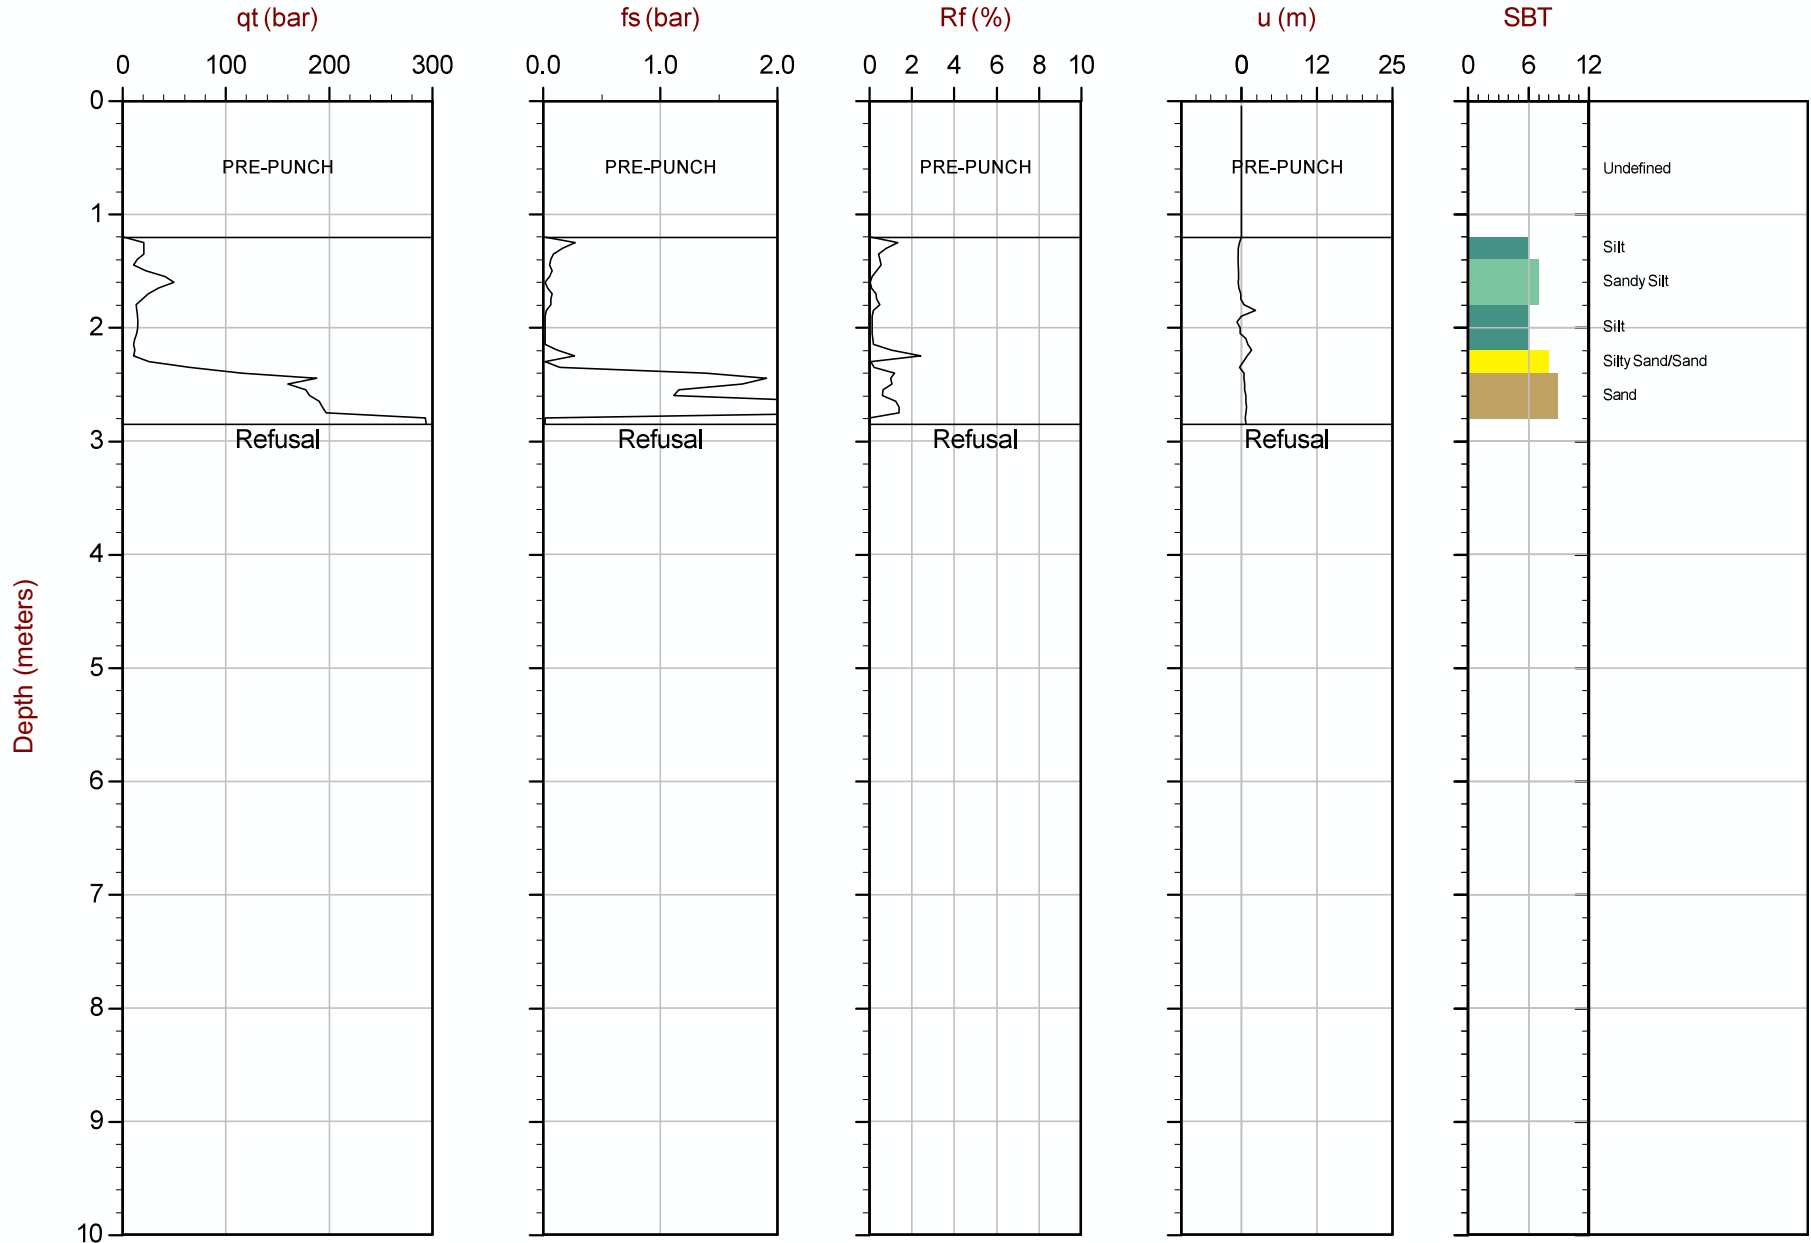 qt (bar) fs (bar) Rf (%) u (m) SBT
0 100 200 300 0.0 1.0 2.0 0 2 4 6 8 10 0 12 25 0 6 12
0
PRE-PUNCH PRE-PUNCH PRE-PUNCH PRE-PUNCH Undefined
1
Silt
Sandy Silt
2 Silt
Silty Sand/Sand
Sand
3 Refusal Refusal Refusal Refusal
4
5
Depth (meters)
6
7
8
9
10